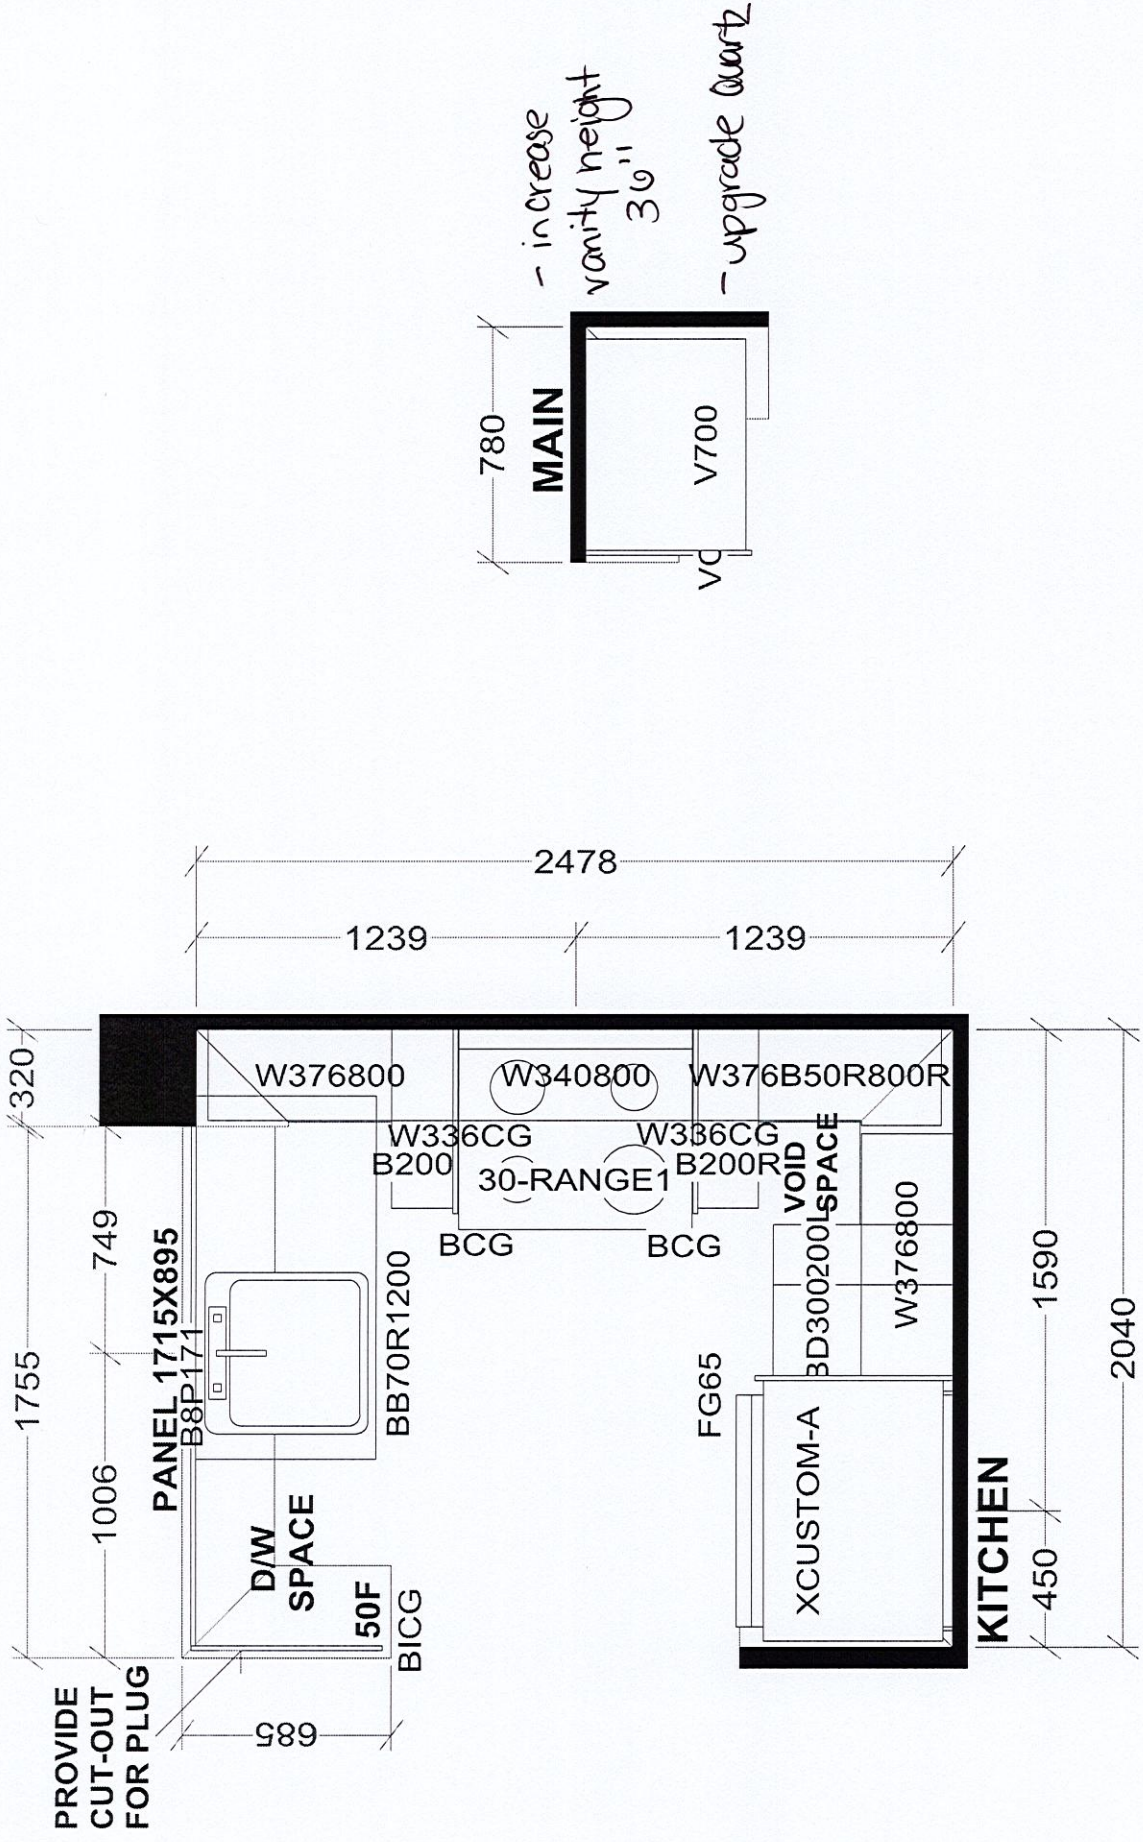 - increase
vanity height
36"
- upgrade Quartz
780
MAIN
V700
2478
1239
1239
320
1755
749
1006
PANEL 1715X895
B8P171
W376800
W340800
W376B50R800R
W336CG
W336CG
B200
B200R
30-RANGE1
BCG
BCG
VOID
SPACE
BD300200L
W376800
BB70R1200
D/W
SPACE
50F
BICG
FG65
XCUSTOM-A
KITCHEN
1590
450
2040
685
PROVIDE
CUT-OUT
FOR PLUG